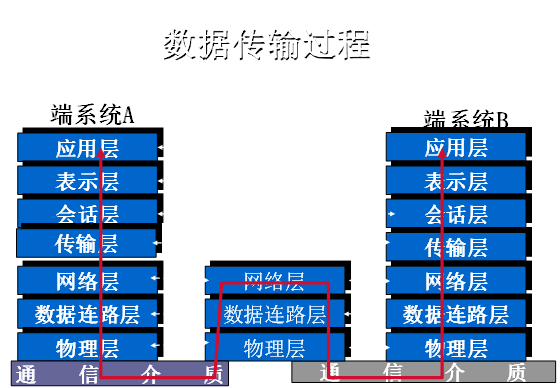 数据传输过程
端系统A
端系统B
应用层
应用层
表示层
表示层
会话层
会话层
传输层
传输层
网络层
网络层
网络层
数据连路层
数据连路层
数据连路层
物理层
物理层
物理层
通信介质
通信介质